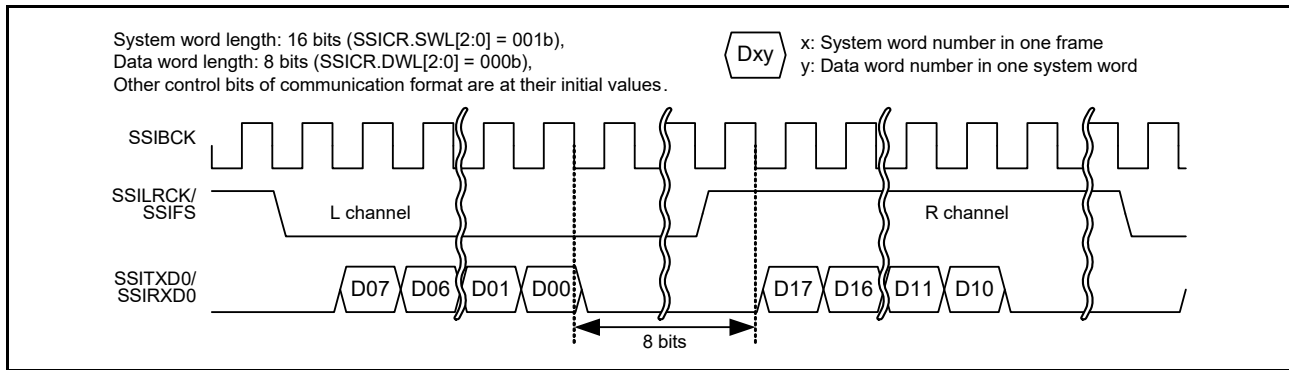 System word length: 16 bits (SSICR.SWL[2:0] = 001b),
Data word length: 8 bits (SSICR.DWL[2:0] = 000b),
Other control bits of communication format are at their initial values.
Dxy
x: System word number in one frame
y: Data word number in one system word
SSIBCK
SSILRCK/
SSIFS
L channel
R channel
SSITXD0/
SSIRXD0
D07 D06 D01 D00 D17 D16 D11 D10
8 bits